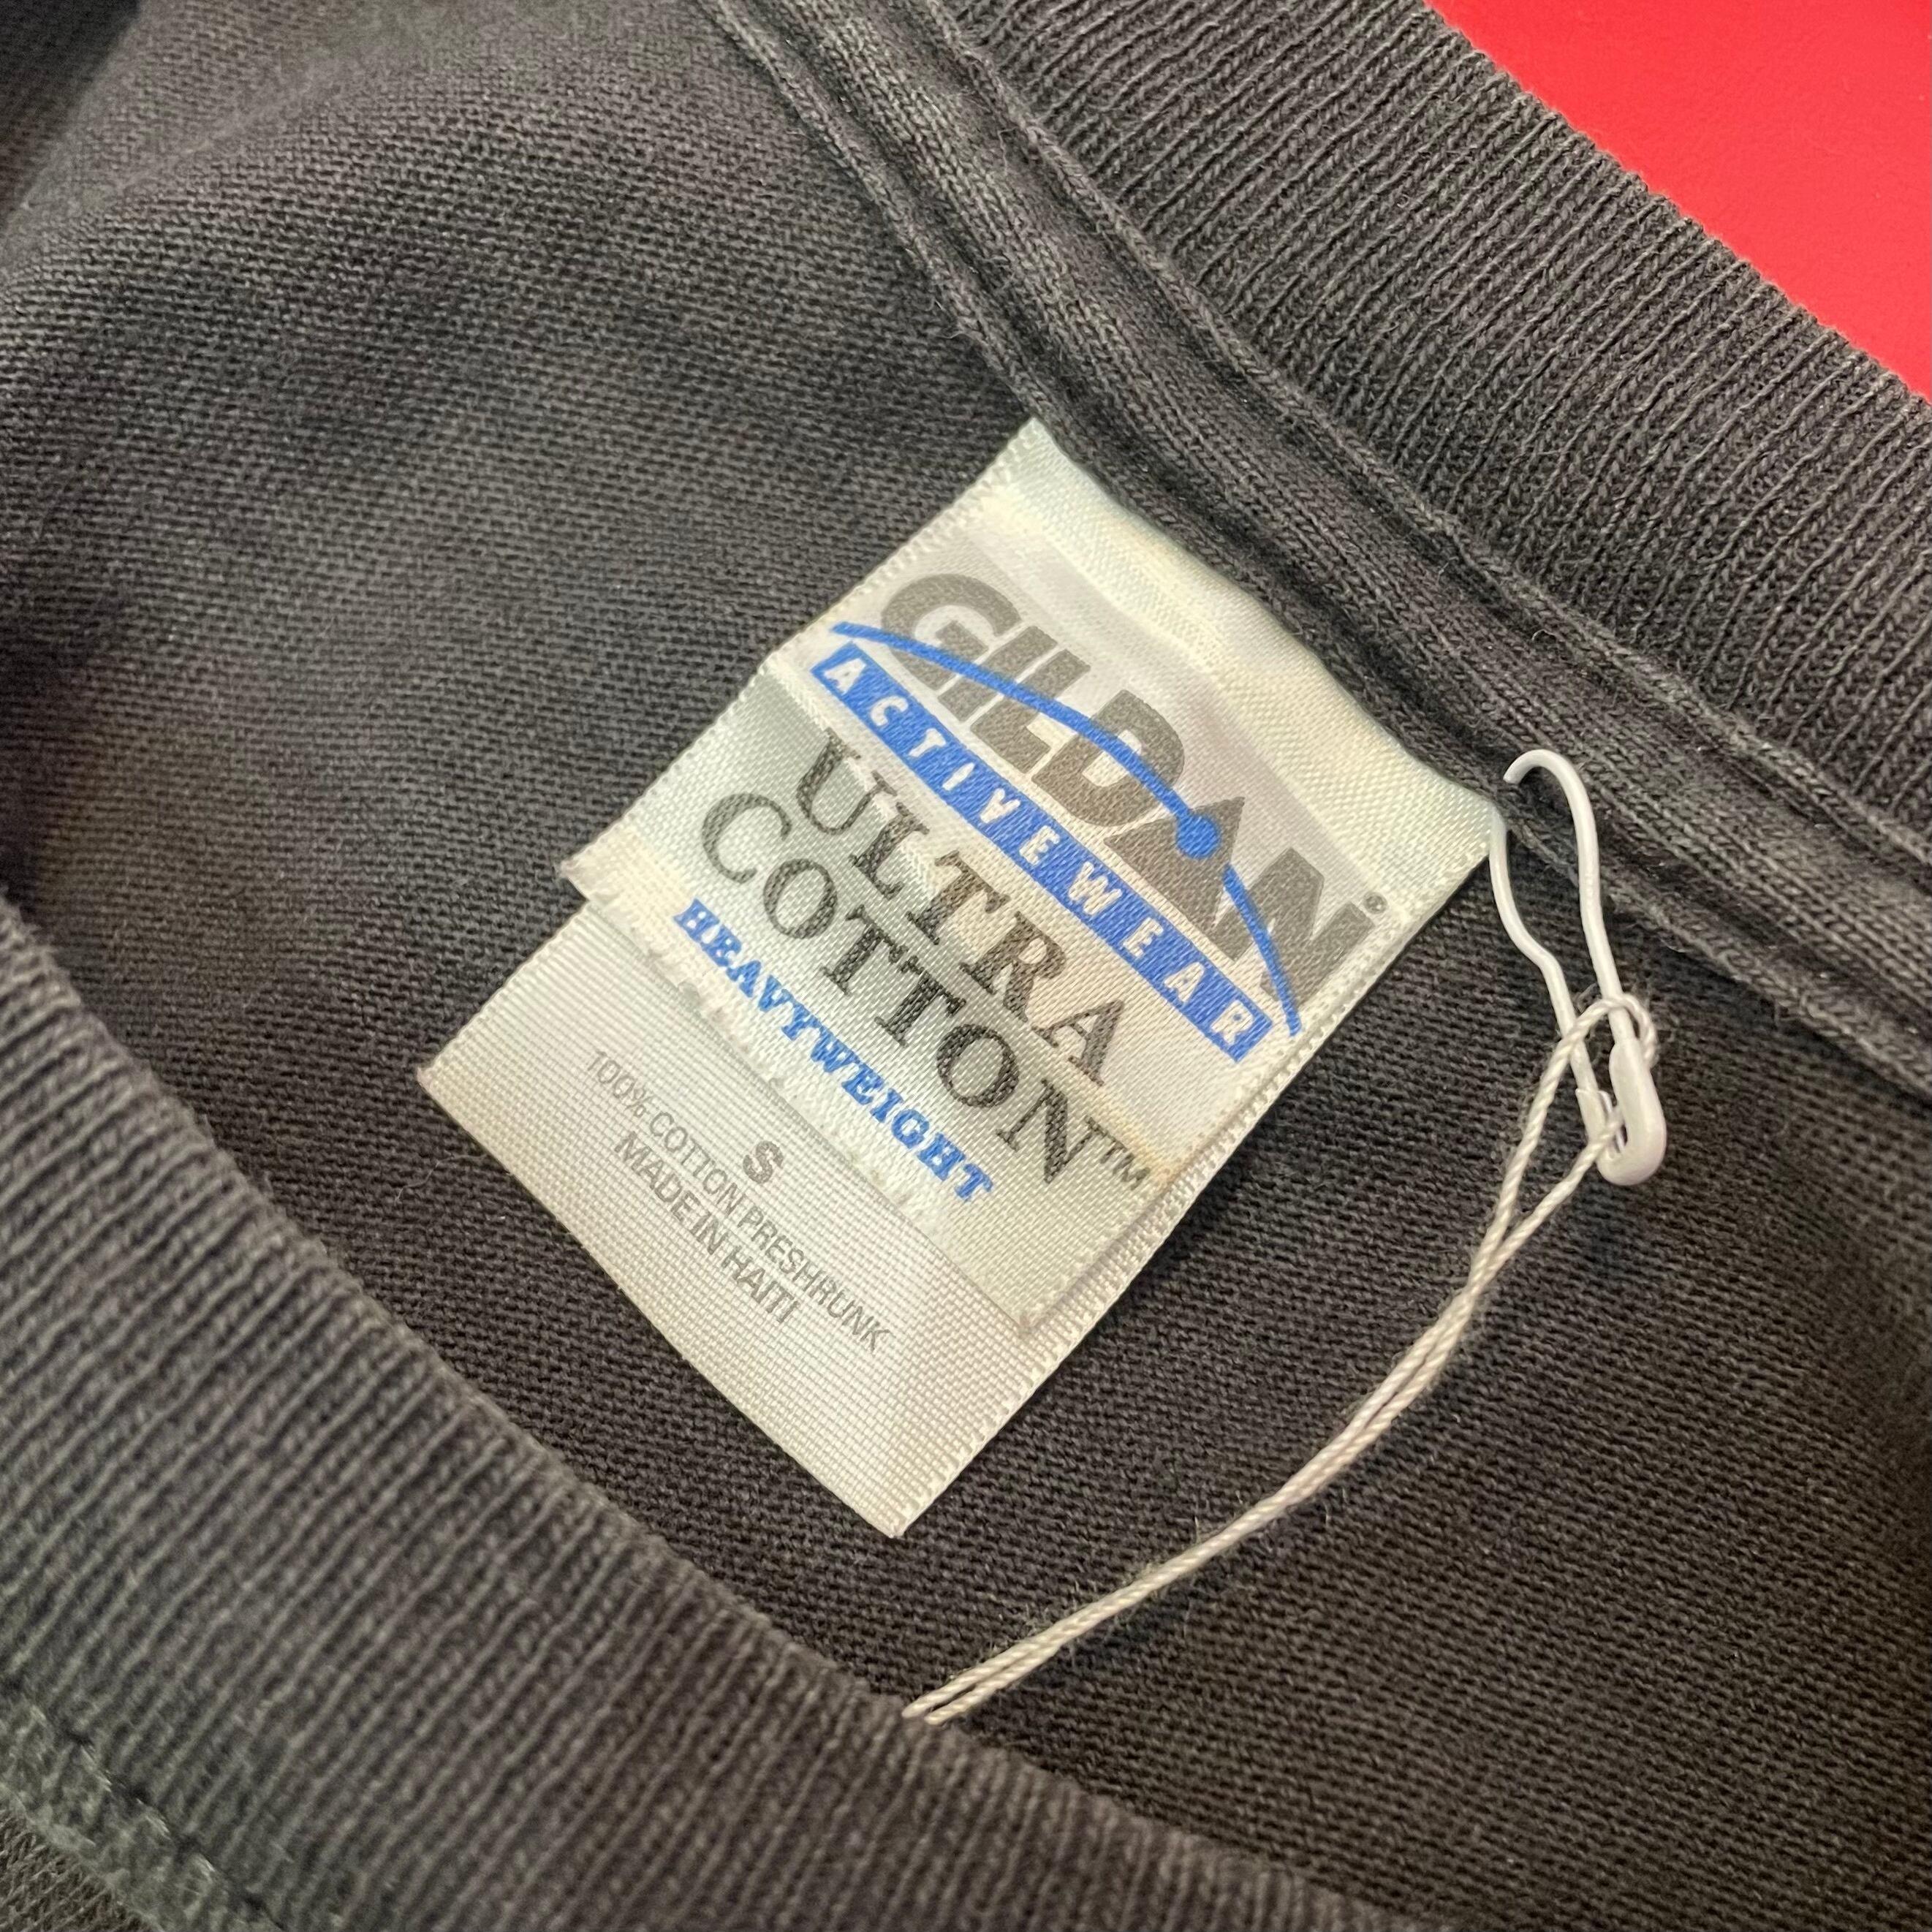 GILDAN®
ACTIVEWEAR
ULTRA
COTTON™
HEAVYWEIGHT
S
100% COTTON PRESHRUNK
MADE IN HAITI